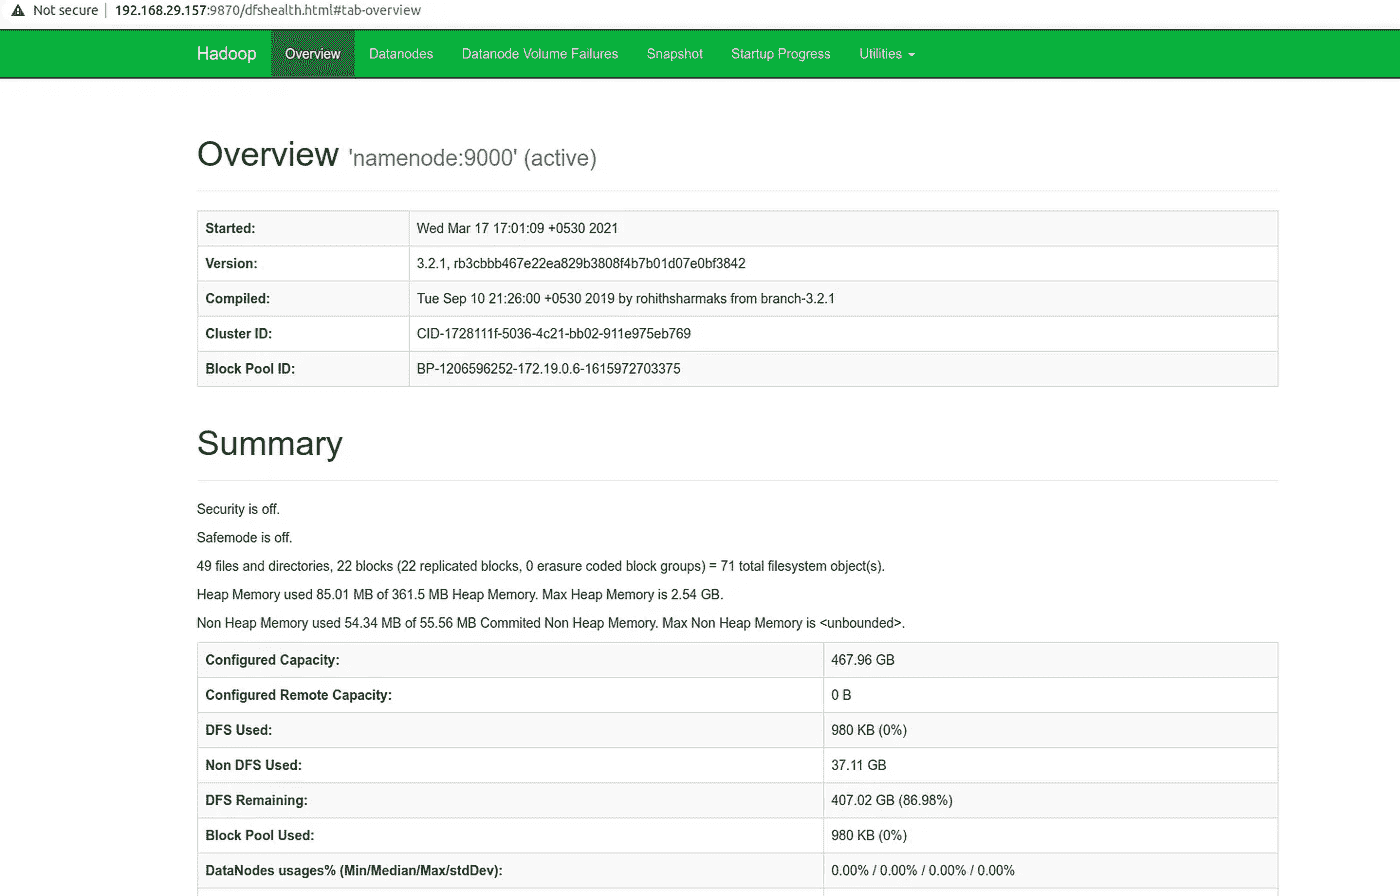 Not secure | 192.168.29.157:9870/dfshealth.html#tab-overview
Hadoop Overview Datanodes Datanode Volume Failures Snapshot Startup Progress Utilities
Overview 'namenode:9000' (active)
Started: Wed Mar 17 17:01:09 +0530 2021
Version: 3.2.1, rb3cbbb467e22ea829b3808f4b7b01d07e0bf3842
Compiled: Tue Sep 10 21:26:00 +0530 2019 by rohithsharmaks from branch-3.2.1
Cluster ID: CID-1728111f-5036-4c21-bb02-911e975eb769
Block Pool ID: BP-1206596252-172.19.0.6-1615972703375
Summary
Security is off.
Safemode is off.
49 files and directories, 22 blocks (22 replicated blocks, 0 erasure coded block groups) = 71 total filesystem object(s).
Heap Memory used 85.01 MB of 361.5 MB Heap Memory. Max Heap Memory is 2.54 GB.
Non Heap Memory used 54.34 MB of 55.56 MB Commited Non Heap Memory. Max Non Heap Memory is <unbounded>.
Configured Capacity: 467.96 GB
Configured Remote Capacity: 0 B
DFS Used: 980 KB (0%)
Non DFS Used: 37.11 GB
DFS Remaining: 407.02 GB (86.98%)
Block Pool Used: 980 KB (0%)
DataNodes usages% (Min/Median/Max/stdDev): 0.00% / 0.00% / 0.00% / 0.00%